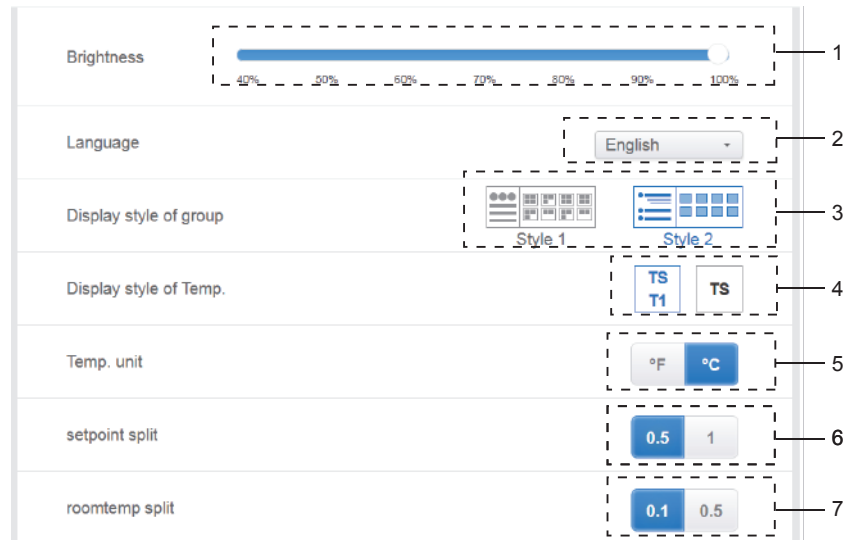 Brightness
40% 50% 60% 70% 80% 90% 100%
1
Language
English
2
Display style of group
Style 1
Style 2
3
Display style of Temp.
TS
T1
TS
4
Temp. unit
°F
°C
5
setpoint split
0.5
1
6
roomtemp split
0.1
0.5
7